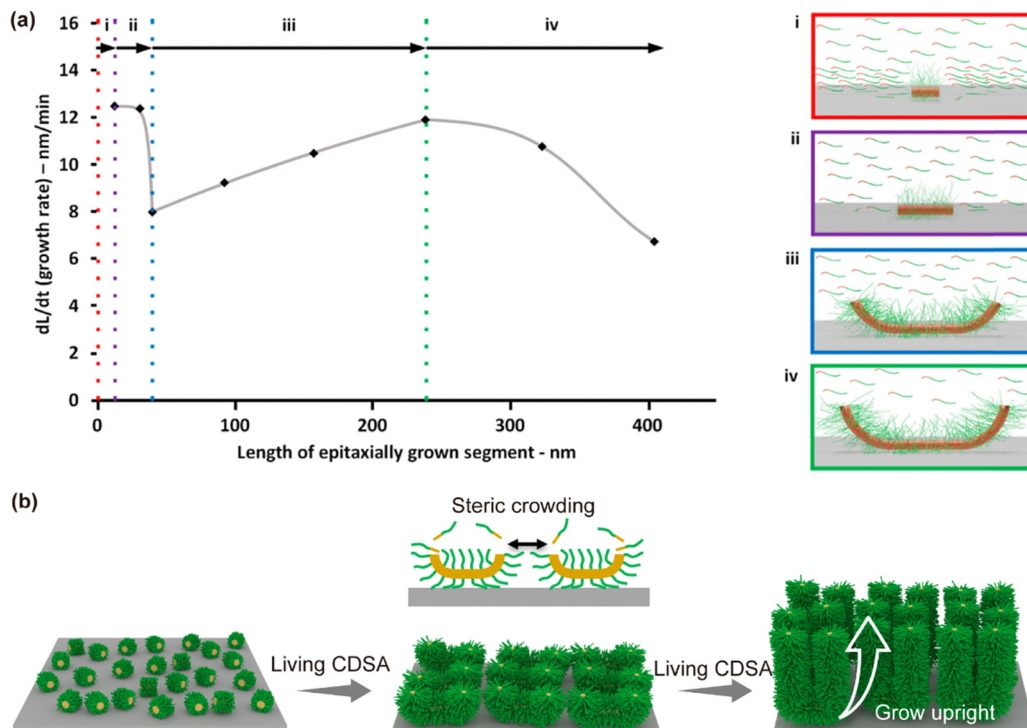 (a)
16
14
12
10
8
6
4
2
0
dL/dt (growth rate) – nm/min
i
ii
iii
iv
0
100
200
300
400
Length of epitaxially grown segment - nm
i
ii
iii
iv
(b)
Steric crowding
Living CDSA
Living CDSA
Grow upright